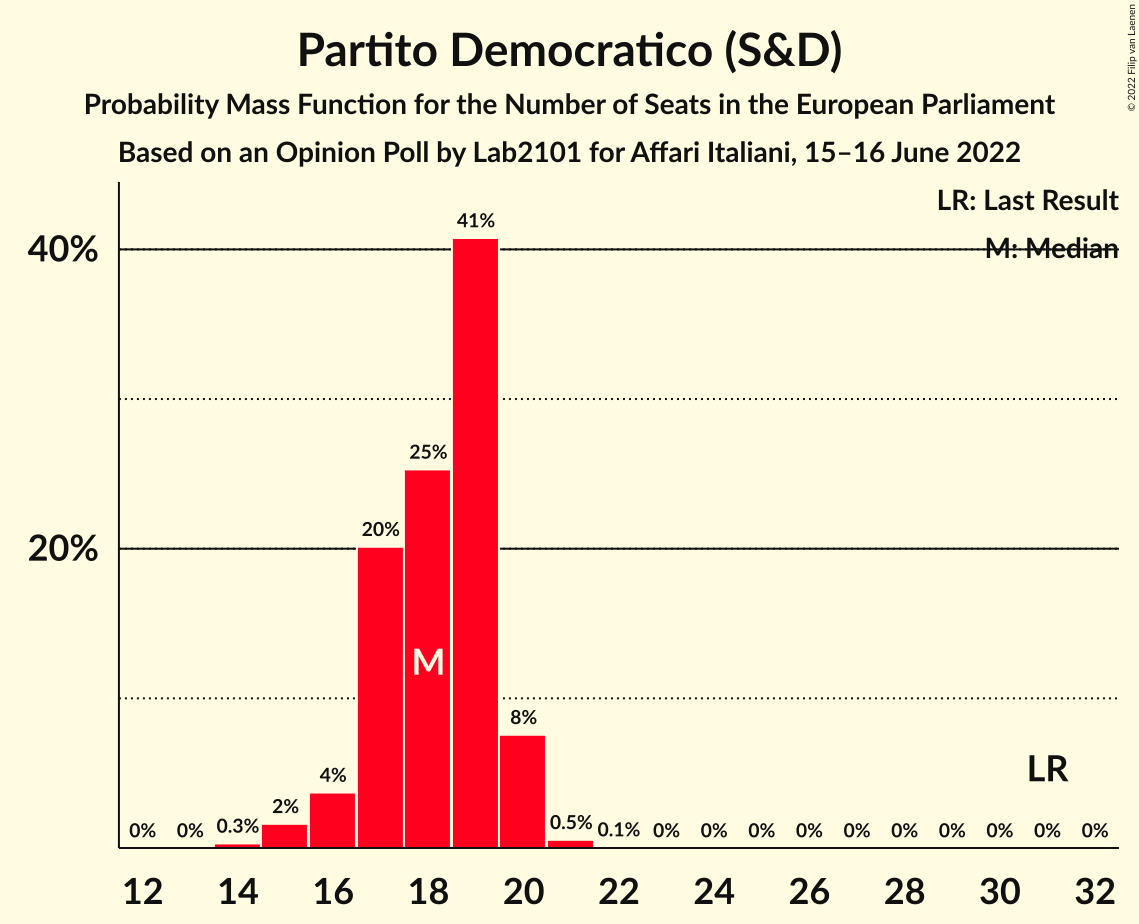 Partito Democratico (S&D)
Probability Mass Function for the Number of Seats in the European Parliament
Based on an Opinion Poll by Lab2101 for Affari Italiani, 15–16 June 2022
© 2022 Filip van Laenen
LR: Last Result
M: Median
40%
20%
0% 0% 0.3% 2% 4% 20% 25% 41% 8% 0.5% 0.1% 0% 0% 0% 0% 0% 0% 0% 0% 0% 0%
M
LR
12 14 16 18 20 22 24 26 28 30 32